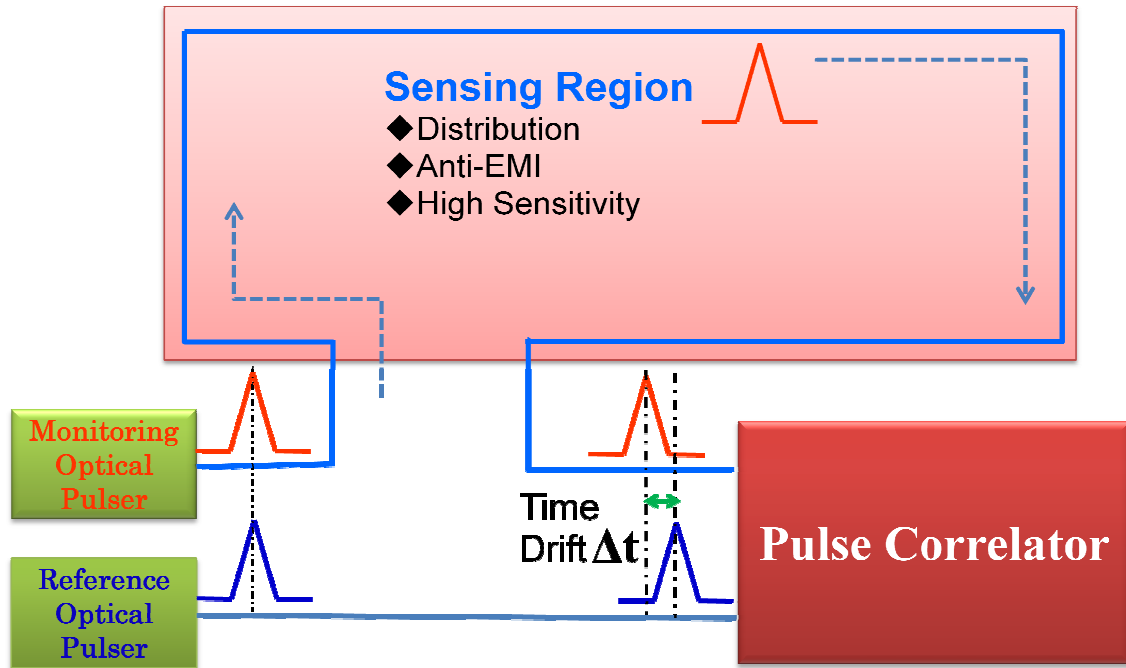 Sensing Region
◆Distribution
◆Anti-EMI
◆High Sensitivity
Monitoring
Optical
Pulser
Time
Drift Δt
Pulse Correlator
Reference
Optical
Pulser